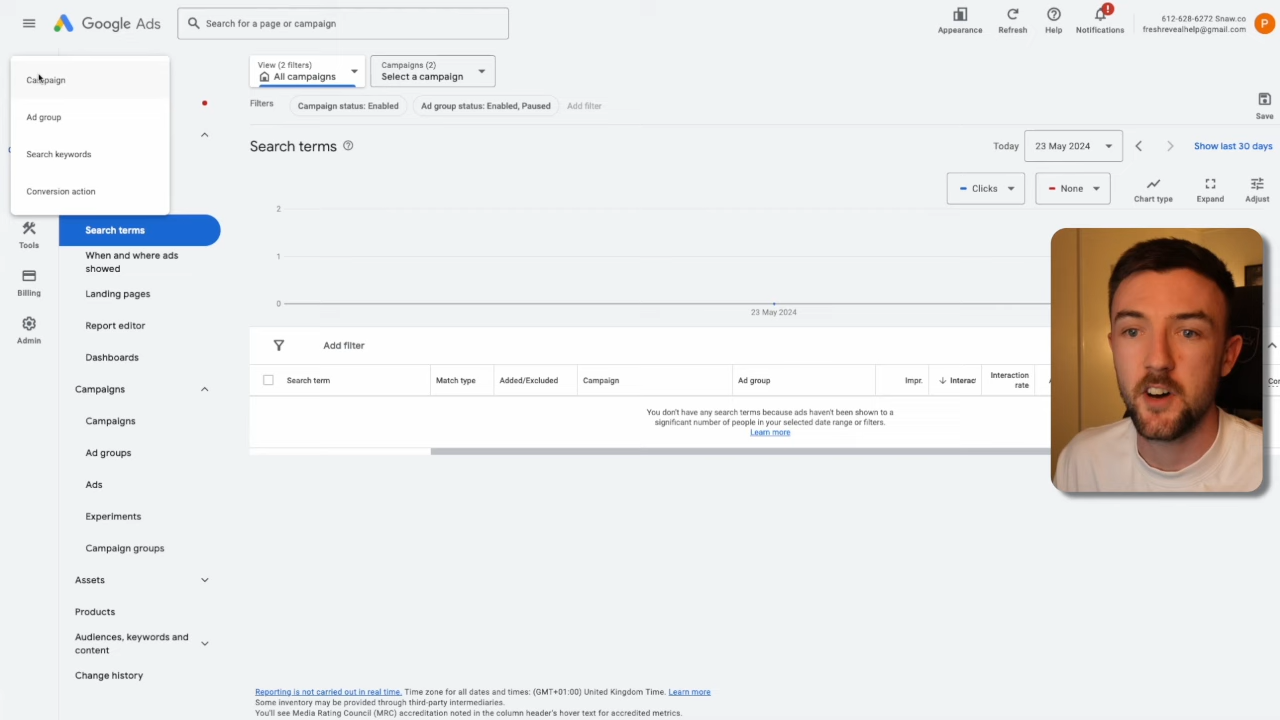 Google Ads
Search for a page or campaign
Appearance
Refresh
Help
!
Notifications
612-628-6272 Snaw.co
freshrevealhelp@gmail.com
P
Campaign
Ad group
Search keywords
Conversion action
Tools
Billing
Admin
Search terms
When and where ads
showed
Landing pages
Report editor
Dashboards
Campaigns
Campaigns
Ad groups
Ads
Experiments
Campaign groups
Assets
Products
Audiences, keywords and
content
Change history
View (2 filters)
All campaigns
Campaigns (2)
Select a campaign
Filters
Campaign status: Enabled
Ad group status: Enabled, Paused
Add filter
Save
Search terms
Today
23 May 2024
Show last 30 days
Clicks
None
Chart type
Expand
Adjust
2
1
0
23 May 2024
Add filter
Search term
Match type
Added/Excluded
Campaign
Ad group
Impr.
Interac
Interaction
rate
You don't have any search terms because ads haven't been shown to a
significant number of people in your selected date range or filters.
Learn more
Reporting is not carried out in real time. Time zone for all dates and times: (GMT+01:00) United Kingdom Time. Learn more
Some inventory may be provided through third-party intermediaries.
You'll see Media Rating Council (MRC) accreditation noted in the column header's hover text for accredited metrics.